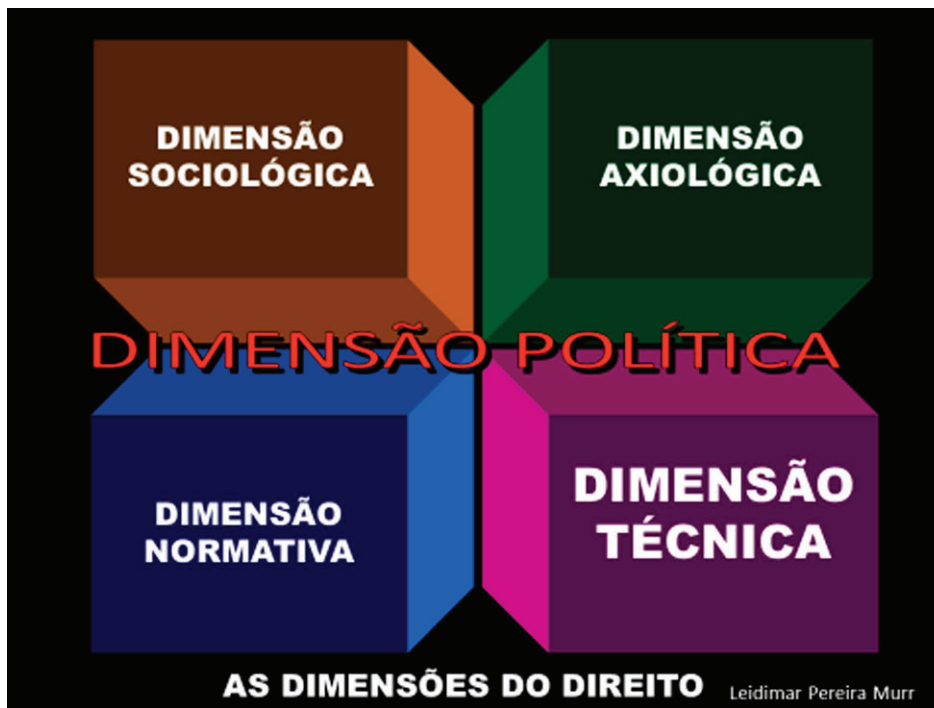 DIMENSÃO
SOCIOLÓGICA
DIMENSÃO
AXIOLÓGICA
DIMENSÃO POLÍTICA
DIMENSÃO
NORMATIVA
DIMENSÃO
TÉCNICA
AS DIMENSÕES DO DIREITO
Leidimar Pereira Murr